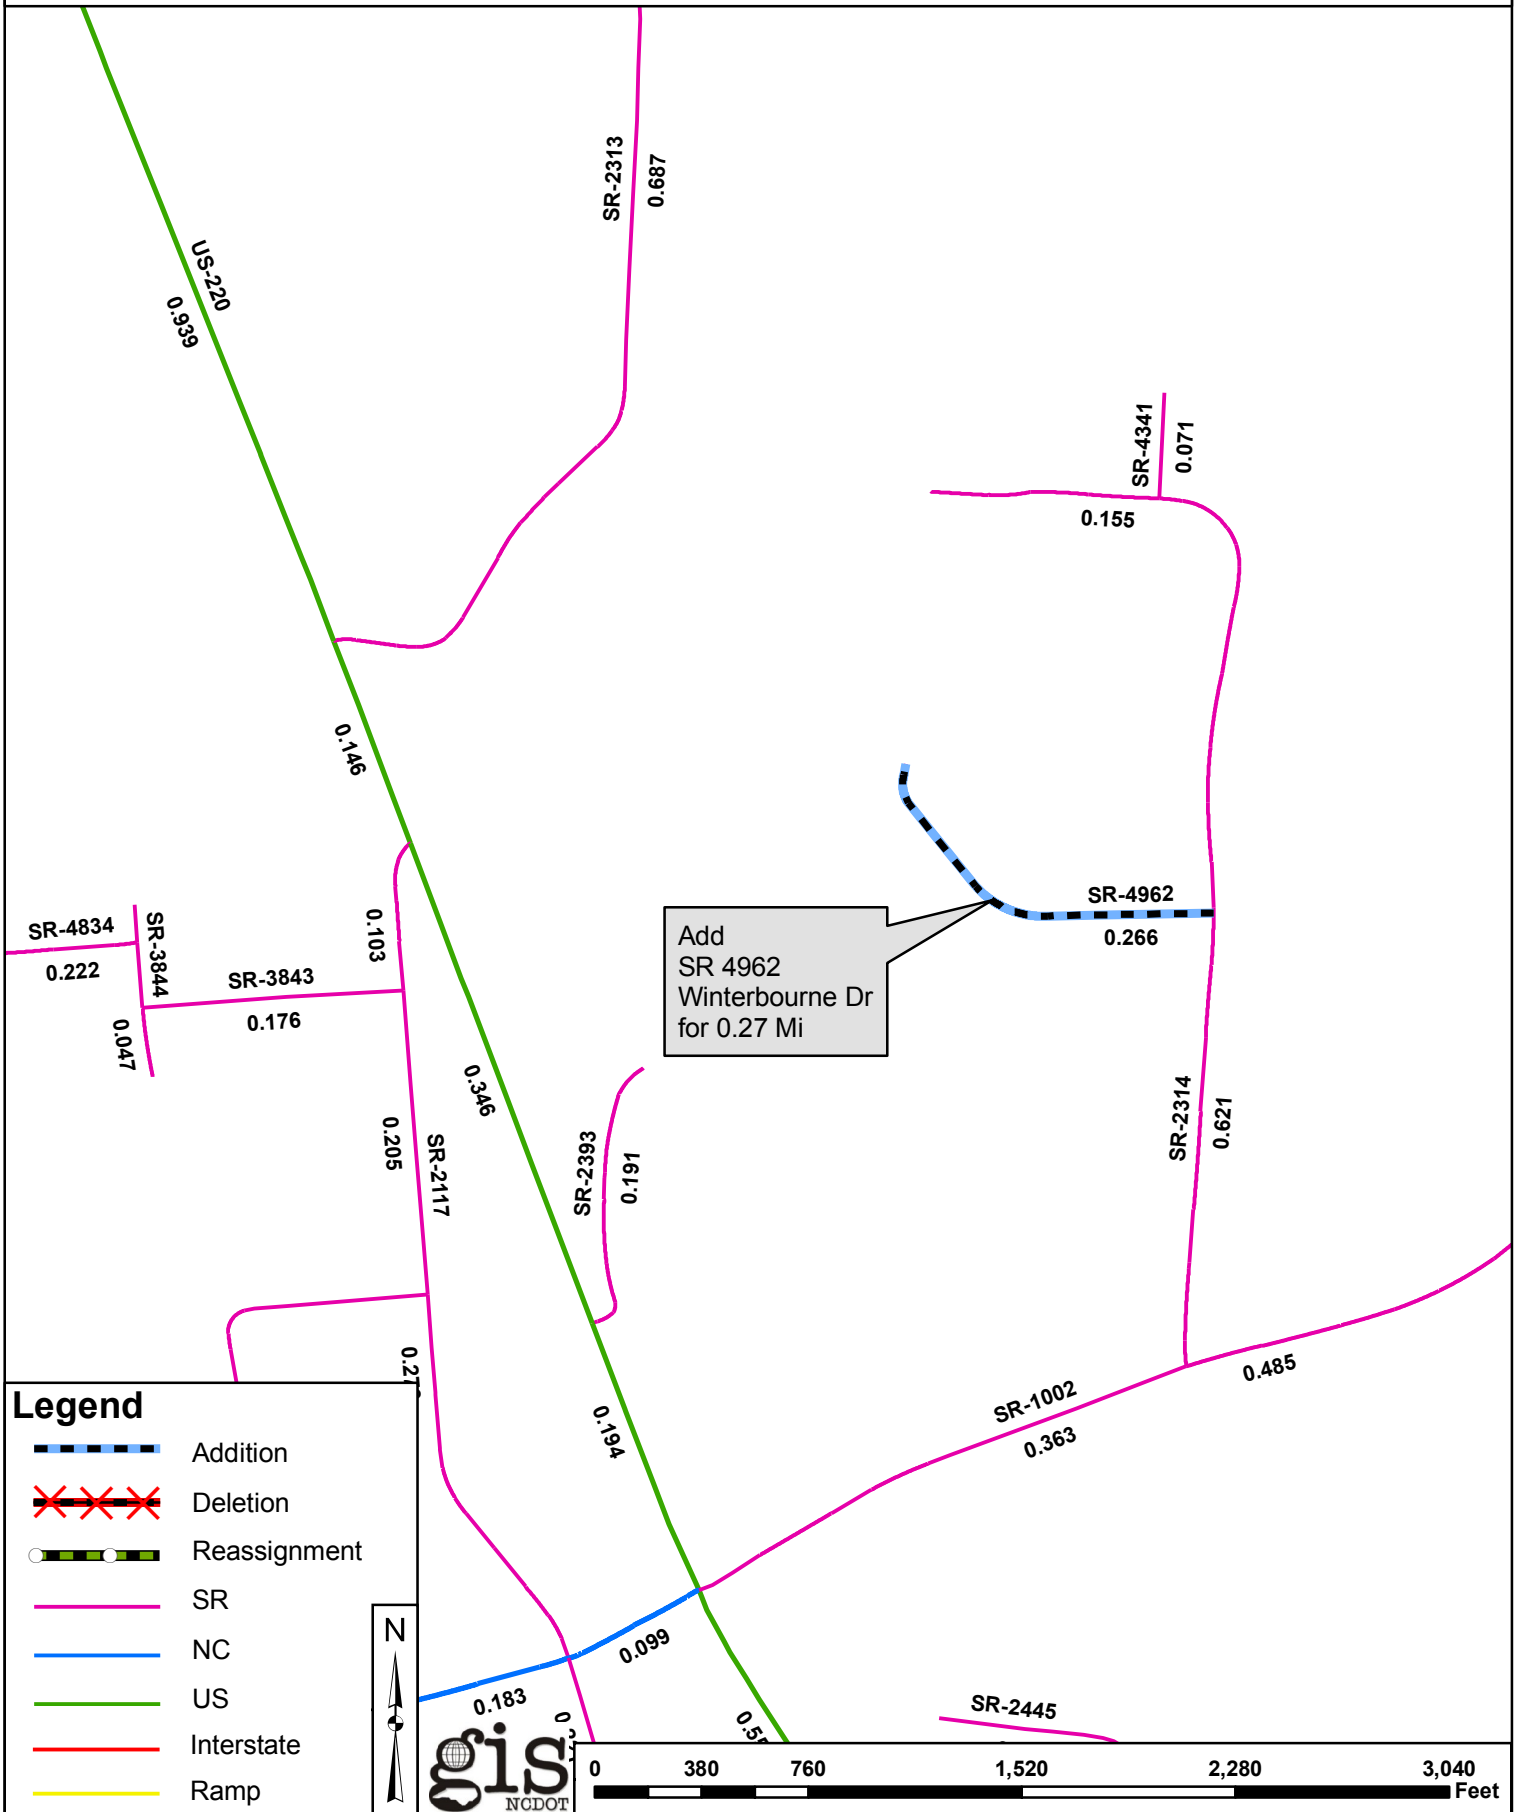 SR-2313
0.687
US-220
0.939
SR-4341
0.071
0.155
0.146
SR-4962
0.266
Add
SR 4962
Winterbourne Dr
for 0.27 Mi
SR-4834
0.222
SR-3844
0.103
SR-3843
0.176
0.047
0.346
SR-2314
0.621
0.205
SR-2117
SR-2393
0.191
0.485
SR-1002
0.363
0.194
0.099
0.183
SR-2445
Legend
Addition
Deletion
Reassignment
SR
NC
US
Interstate
Ramp
N
gis
NCDOT
0 380 760 1,520 2,280 3,040
Feet